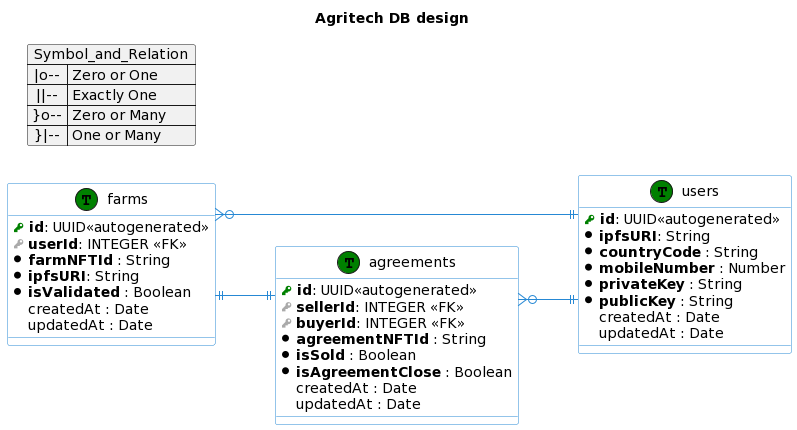 Agritech DB design
Symbol_and_Relation
|o-- Zero or One
||-- Exactly One
}o-- Zero or Many
}|-- One or Many
T farms
id: UUID«autogenerated»
userId: INTEGER «FK»
farmNFTId : String
ipfsURI: String
isValidated : Boolean
createdAt : Date
updatedAt : Date
T agreements
id: UUID«autogenerated»
sellerId: INTEGER «FK»
buyerId: INTEGER «FK»
agreementNFTId : String
isSold : Boolean
isAgreementClose : Boolean
createdAt : Date
updatedAt : Date
T users
id: UUID«autogenerated»
ipfsURI: String
countryCode : String
mobileNumber : Number
privateKey : String
publicKey : String
createdAt : Date
updatedAt : Date